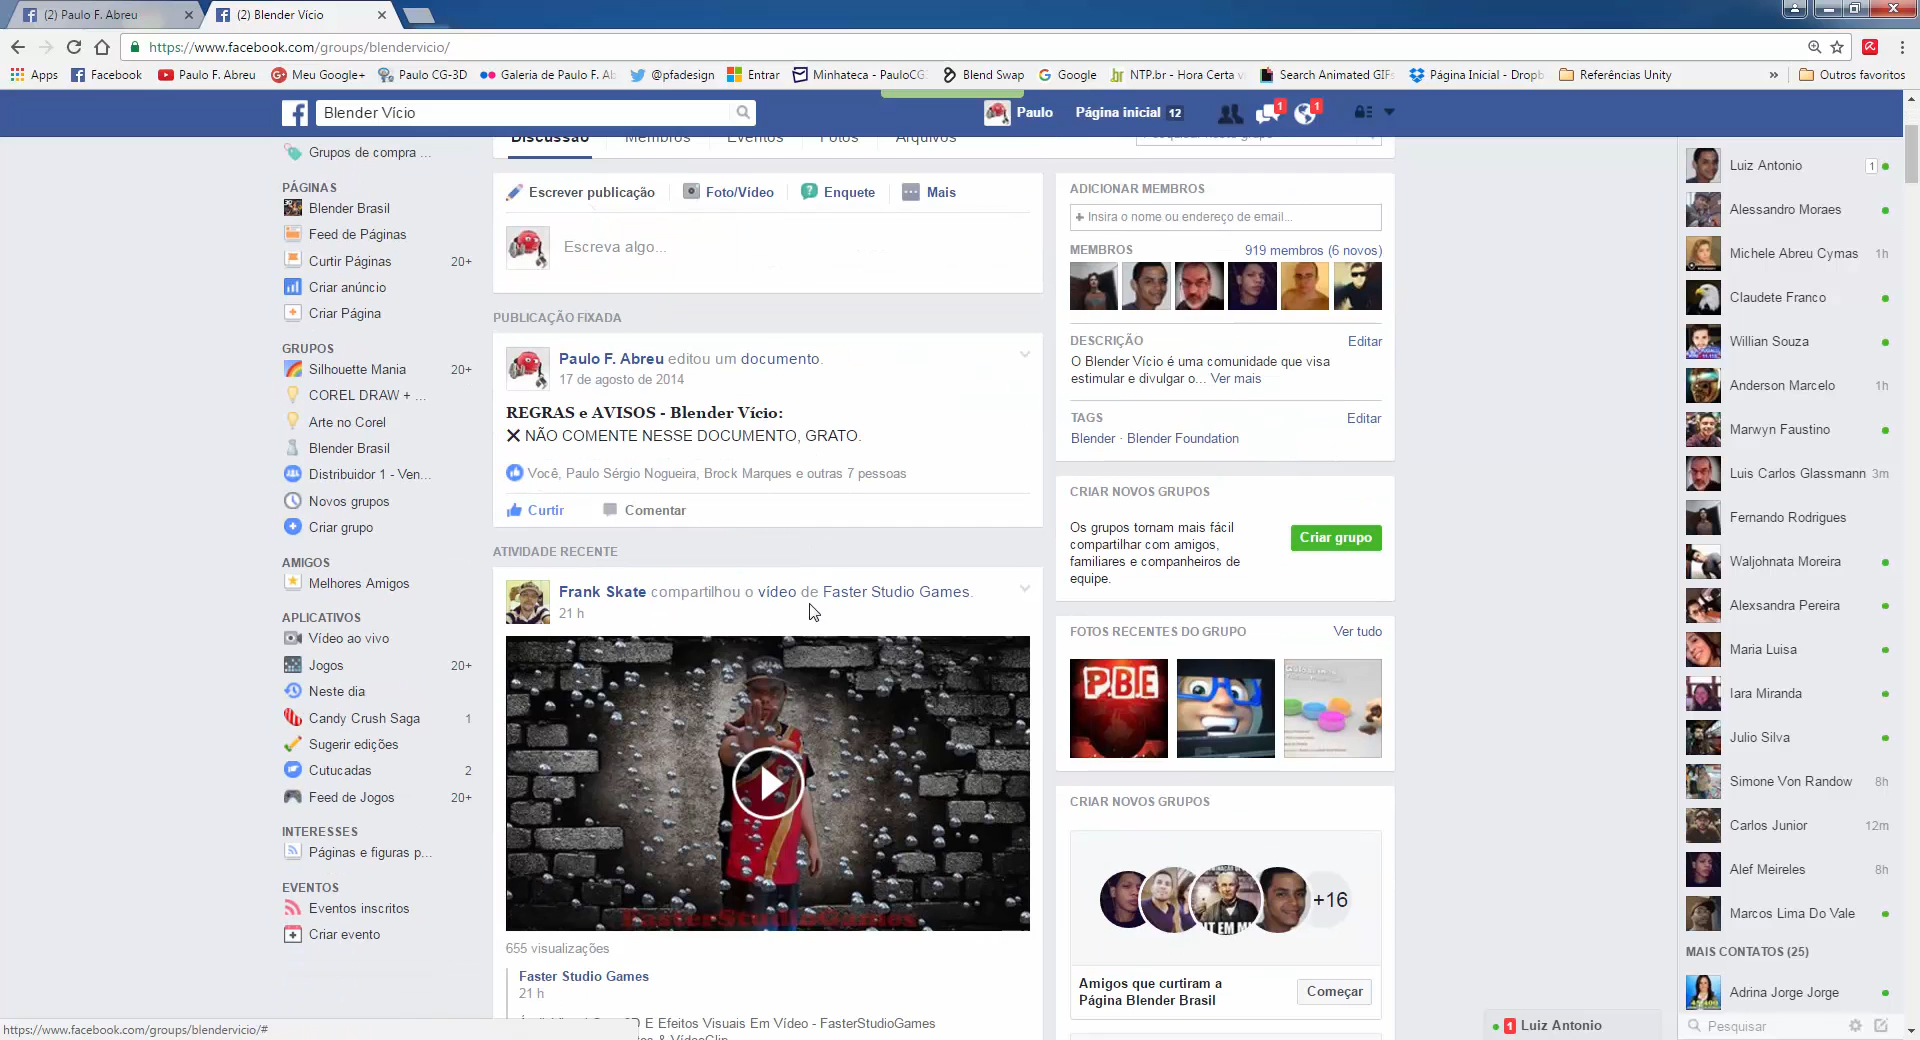 (2) Paulo F. Abreu
(2) Blender Vício
https://www.facebook.com/groups/blendervicio/
Apps
Facebook
Paulo F. Abreu
Meu Google+
Paulo CG-3D
Galeria de Paulo F. Ab
@pfadesign
Entrar
Minhateca - PauloCG
Blend Swap
Google
NTP.br - Hora Certa
Search Animated GIFs
Página Inicial - Dropb
Referências Unity
»
Outros favoritos
Blender Vício
Paulo
Página inicial 12
1
1
Discussão
Membros
Eventos
Fotos
Arquivos
Pesquisar neste grupo
Grupos de compra ...
PÁGINAS
Blender Brasil
Feed de Páginas
Curtir Páginas 20+
Criar anúncio
Criar Página
GRUPOS
Silhouette Mania 20+
COREL DRAW + ...
Arte no Corel
Blender Brasil
Distribuidor 1 - Ven...
Novos grupos
Criar grupo
AMIGOS
Melhores Amigos
APLICATIVOS
Vídeo ao vivo
Jogos 20+
Neste dia
Candy Crush Saga 1
Sugerir edições
Cutucadas 2
Feed de Jogos 20+
INTERESSES
Páginas e figuras p...
EVENTOS
Eventos inscritos
Criar evento
Escrever publicação
Foto/Vídeo
Enquete
Mais
Escreva algo...
PUBLICAÇÃO FIXADA
Paulo F. Abreu editou um documento.
17 de agosto de 2014
REGRAS e AVISOS - Blender Vício:
❌ NÃO COMENTE NESSE DOCUMENTO, GRATO.
Você, Paulo Sérgio Nogueira, Brock Marques e outras 7 pessoas
Curtir
Comentar
ATIVIDADE RECENTE
Frank Skate compartilhou o vídeo de Faster Studio Games.
21 h
FasterStudioGames
655 visualizações
Faster Studio Games
21 h
D E Efeitos Visuais Em Vídeo - FasterStudioGames
& VídeoClip
ADICIONAR MEMBROS
+ Insira o nome ou endereço de email...
MEMBROS
919 membros (6 novos)
DESCRIÇÃO
Editar
O Blender Vício é uma comunidade que visa
estimular e divulgar o... Ver mais
TAGS
Editar
Blender · Blender Foundation
CRIAR NOVOS GRUPOS
Os grupos tornam mais fácil
compartilhar com amigos,
familiares e companheiros de
equipe.
Criar grupo
FOTOS RECENTES DO GRUPO
Ver tudo
P.B.E
CRIAR NOVOS GRUPOS
+16
Amigos que curtiram a
Página Blender Brasil
Começar
Luiz Antonio 1
Alessandro Moraes
Michele Abreu Cymas 1h
Claudete Franco
Willian Souza
Anderson Marcelo 1h
Marwyn Faustino
Luis Carlos Glassmann 3m
Fernando Rodrigues
Waljohnata Moreira
Alexsandra Pereira
Maria Luisa
Iara Miranda
Julio Silva
Simone Von Randow 8h
Carlos Junior 12m
Alef Meireles 8h
Marcos Lima Do Vale
MAIS CONTATOS (25)
Adrina Jorge Jorge
Pesquisar
1 Luiz Antonio
https://www.facebook.com/groups/blendervicio/#